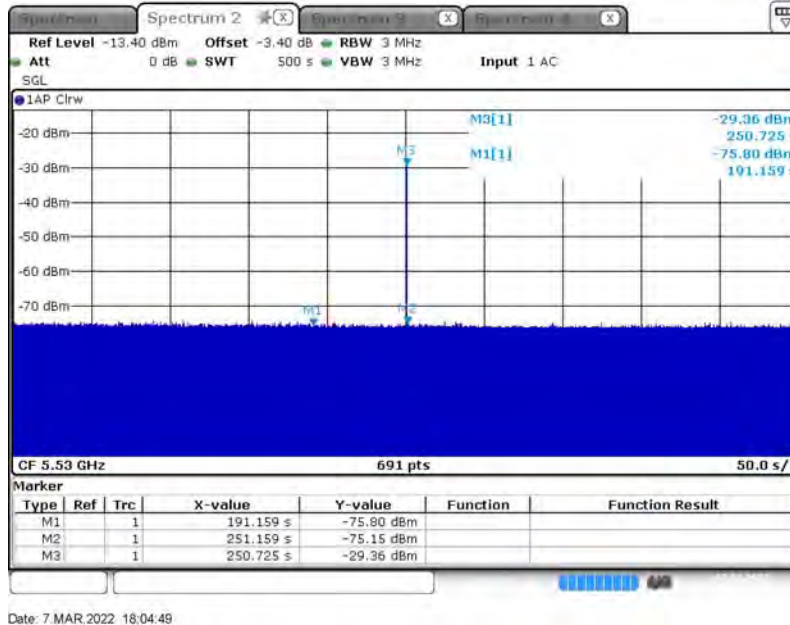 Spectrum Spectrum 2 X Spectrum 3 X Spectrum 4 X
Ref Level -13.40 dBm Offset -3.40 dB RBW 3 MHz
Att 0 dB SWT 500 s VBW 3 MHz Input 1 AC
SGL
1AP Clrw
M3[1] -29.36 dBm
250.725 s
M1[1] -75.80 dBm
191.159 s
-20 dBm
M3
-30 dBm
-40 dBm
-50 dBm
-60 dBm
-70 dBm
M1 M2
CF 5.53 GHz 691 pts 50.0 s/
Marker
Type Ref Trc X-value Y-value Function Function Result
M1 1 191.159 s -75.80 dBm
M2 1 251.159 s -75.15 dBm
M3 1 250.725 s -29.36 dBm
Date: 7.MAR.2022 18:04:49